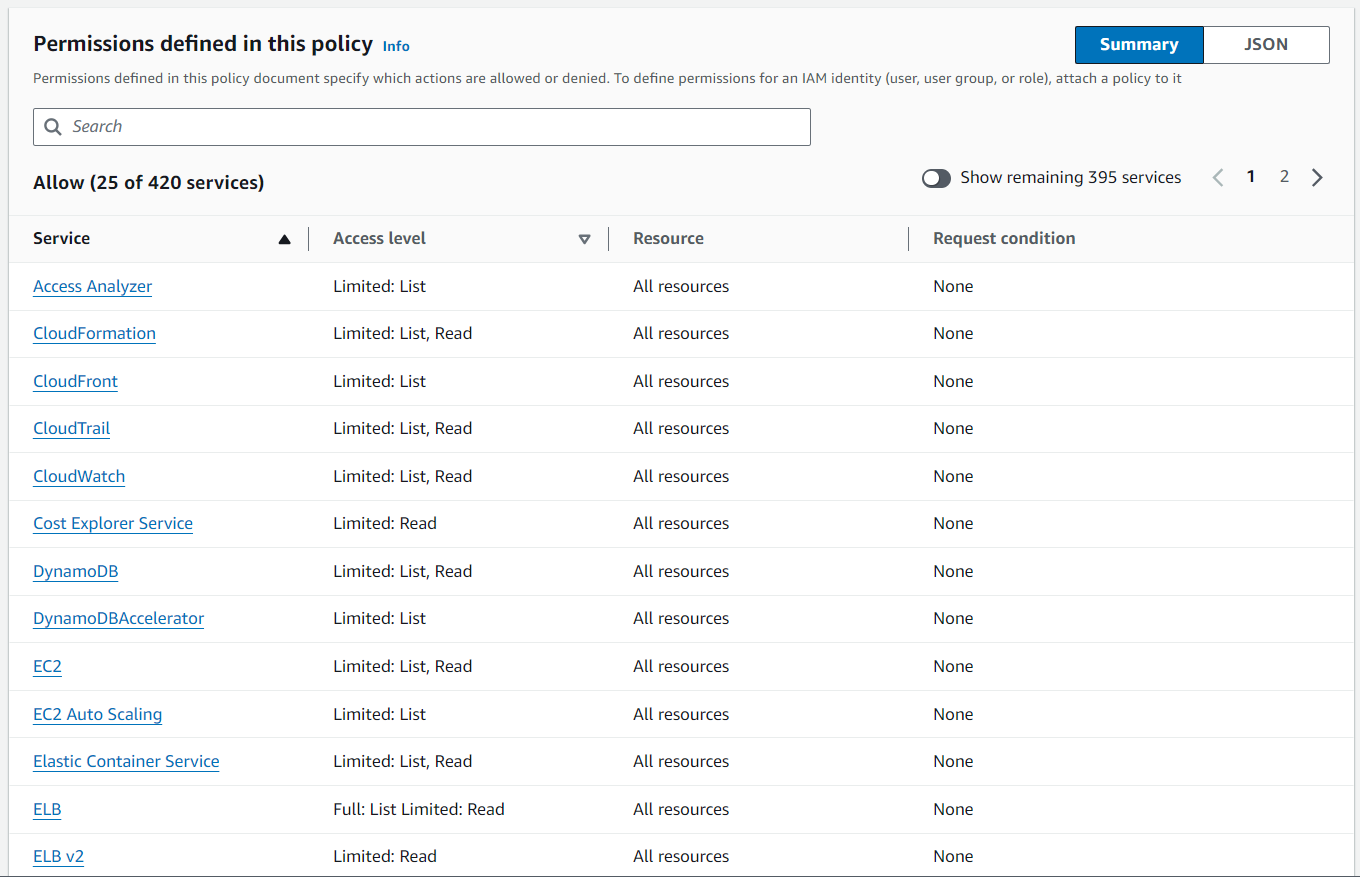 Permissions defined in this policy Info
Summary JSON
Permissions defined in this policy document specify which actions are allowed or denied. To define permissions for an IAM identity (user, user group, or role), attach a policy to it
Search
Allow (25 of 420 services)
Show remaining 395 services 1 2
Service Access level Resource Request condition
Access Analyzer Limited: List All resources None
CloudFormation Limited: List, Read All resources None
CloudFront Limited: List All resources None
CloudTrail Limited: List, Read All resources None
CloudWatch Limited: List, Read All resources None
Cost Explorer Service Limited: Read All resources None
DynamoDB Limited: List, Read All resources None
DynamoDBAccelerator Limited: List All resources None
EC2 Limited: List, Read All resources None
EC2 Auto Scaling Limited: List All resources None
Elastic Container Service Limited: List, Read All resources None
ELB Full: List Limited: Read All resources None
ELB v2 Limited: Read All resources None